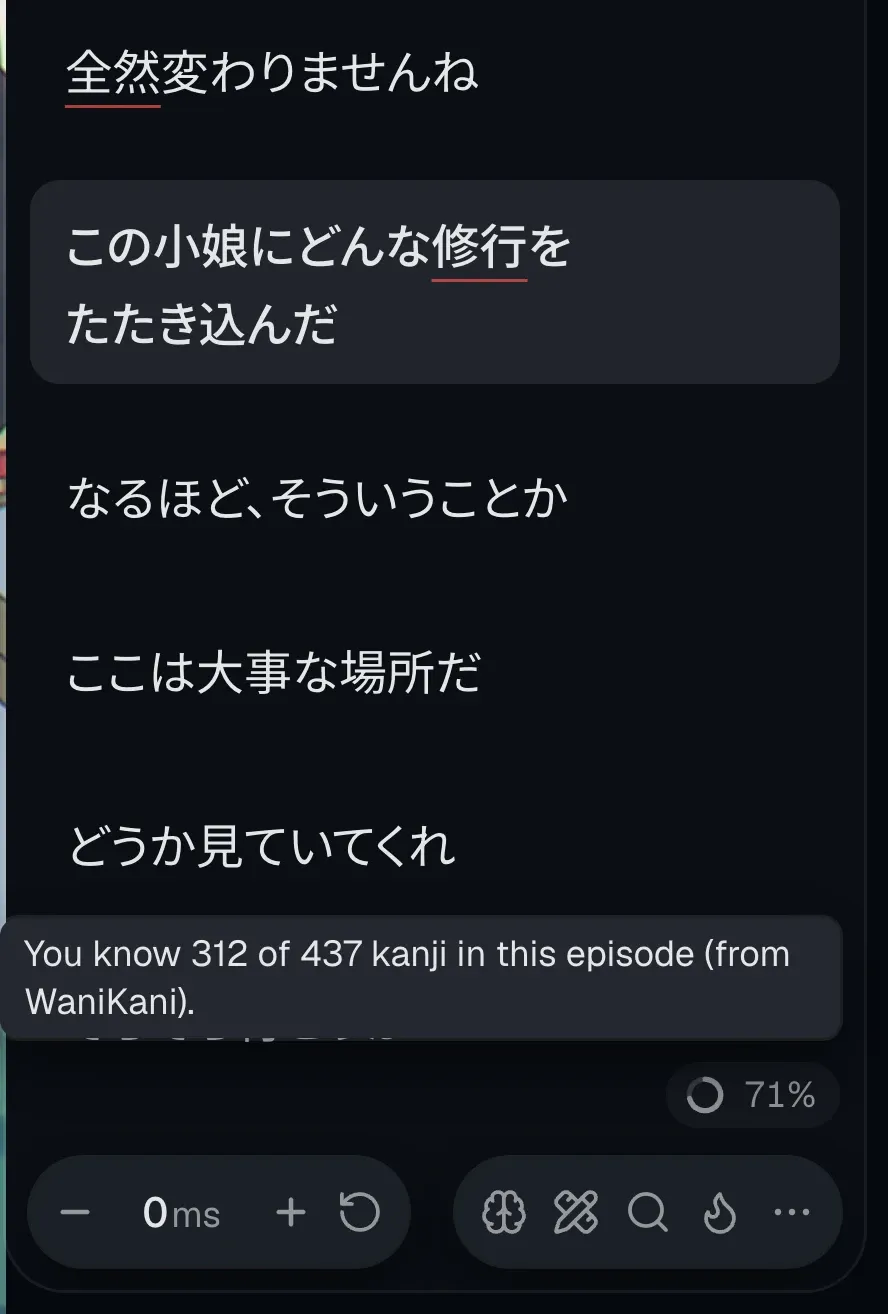 全然変わりませんね
この小娘にどんな修行を
たたき込んだ
なるほど、そういうことか
ここは大事な場所だ
どうか見ていてくれ
You know 312 of 437 kanji in this episode (from
WaniKani).
71%
0ms